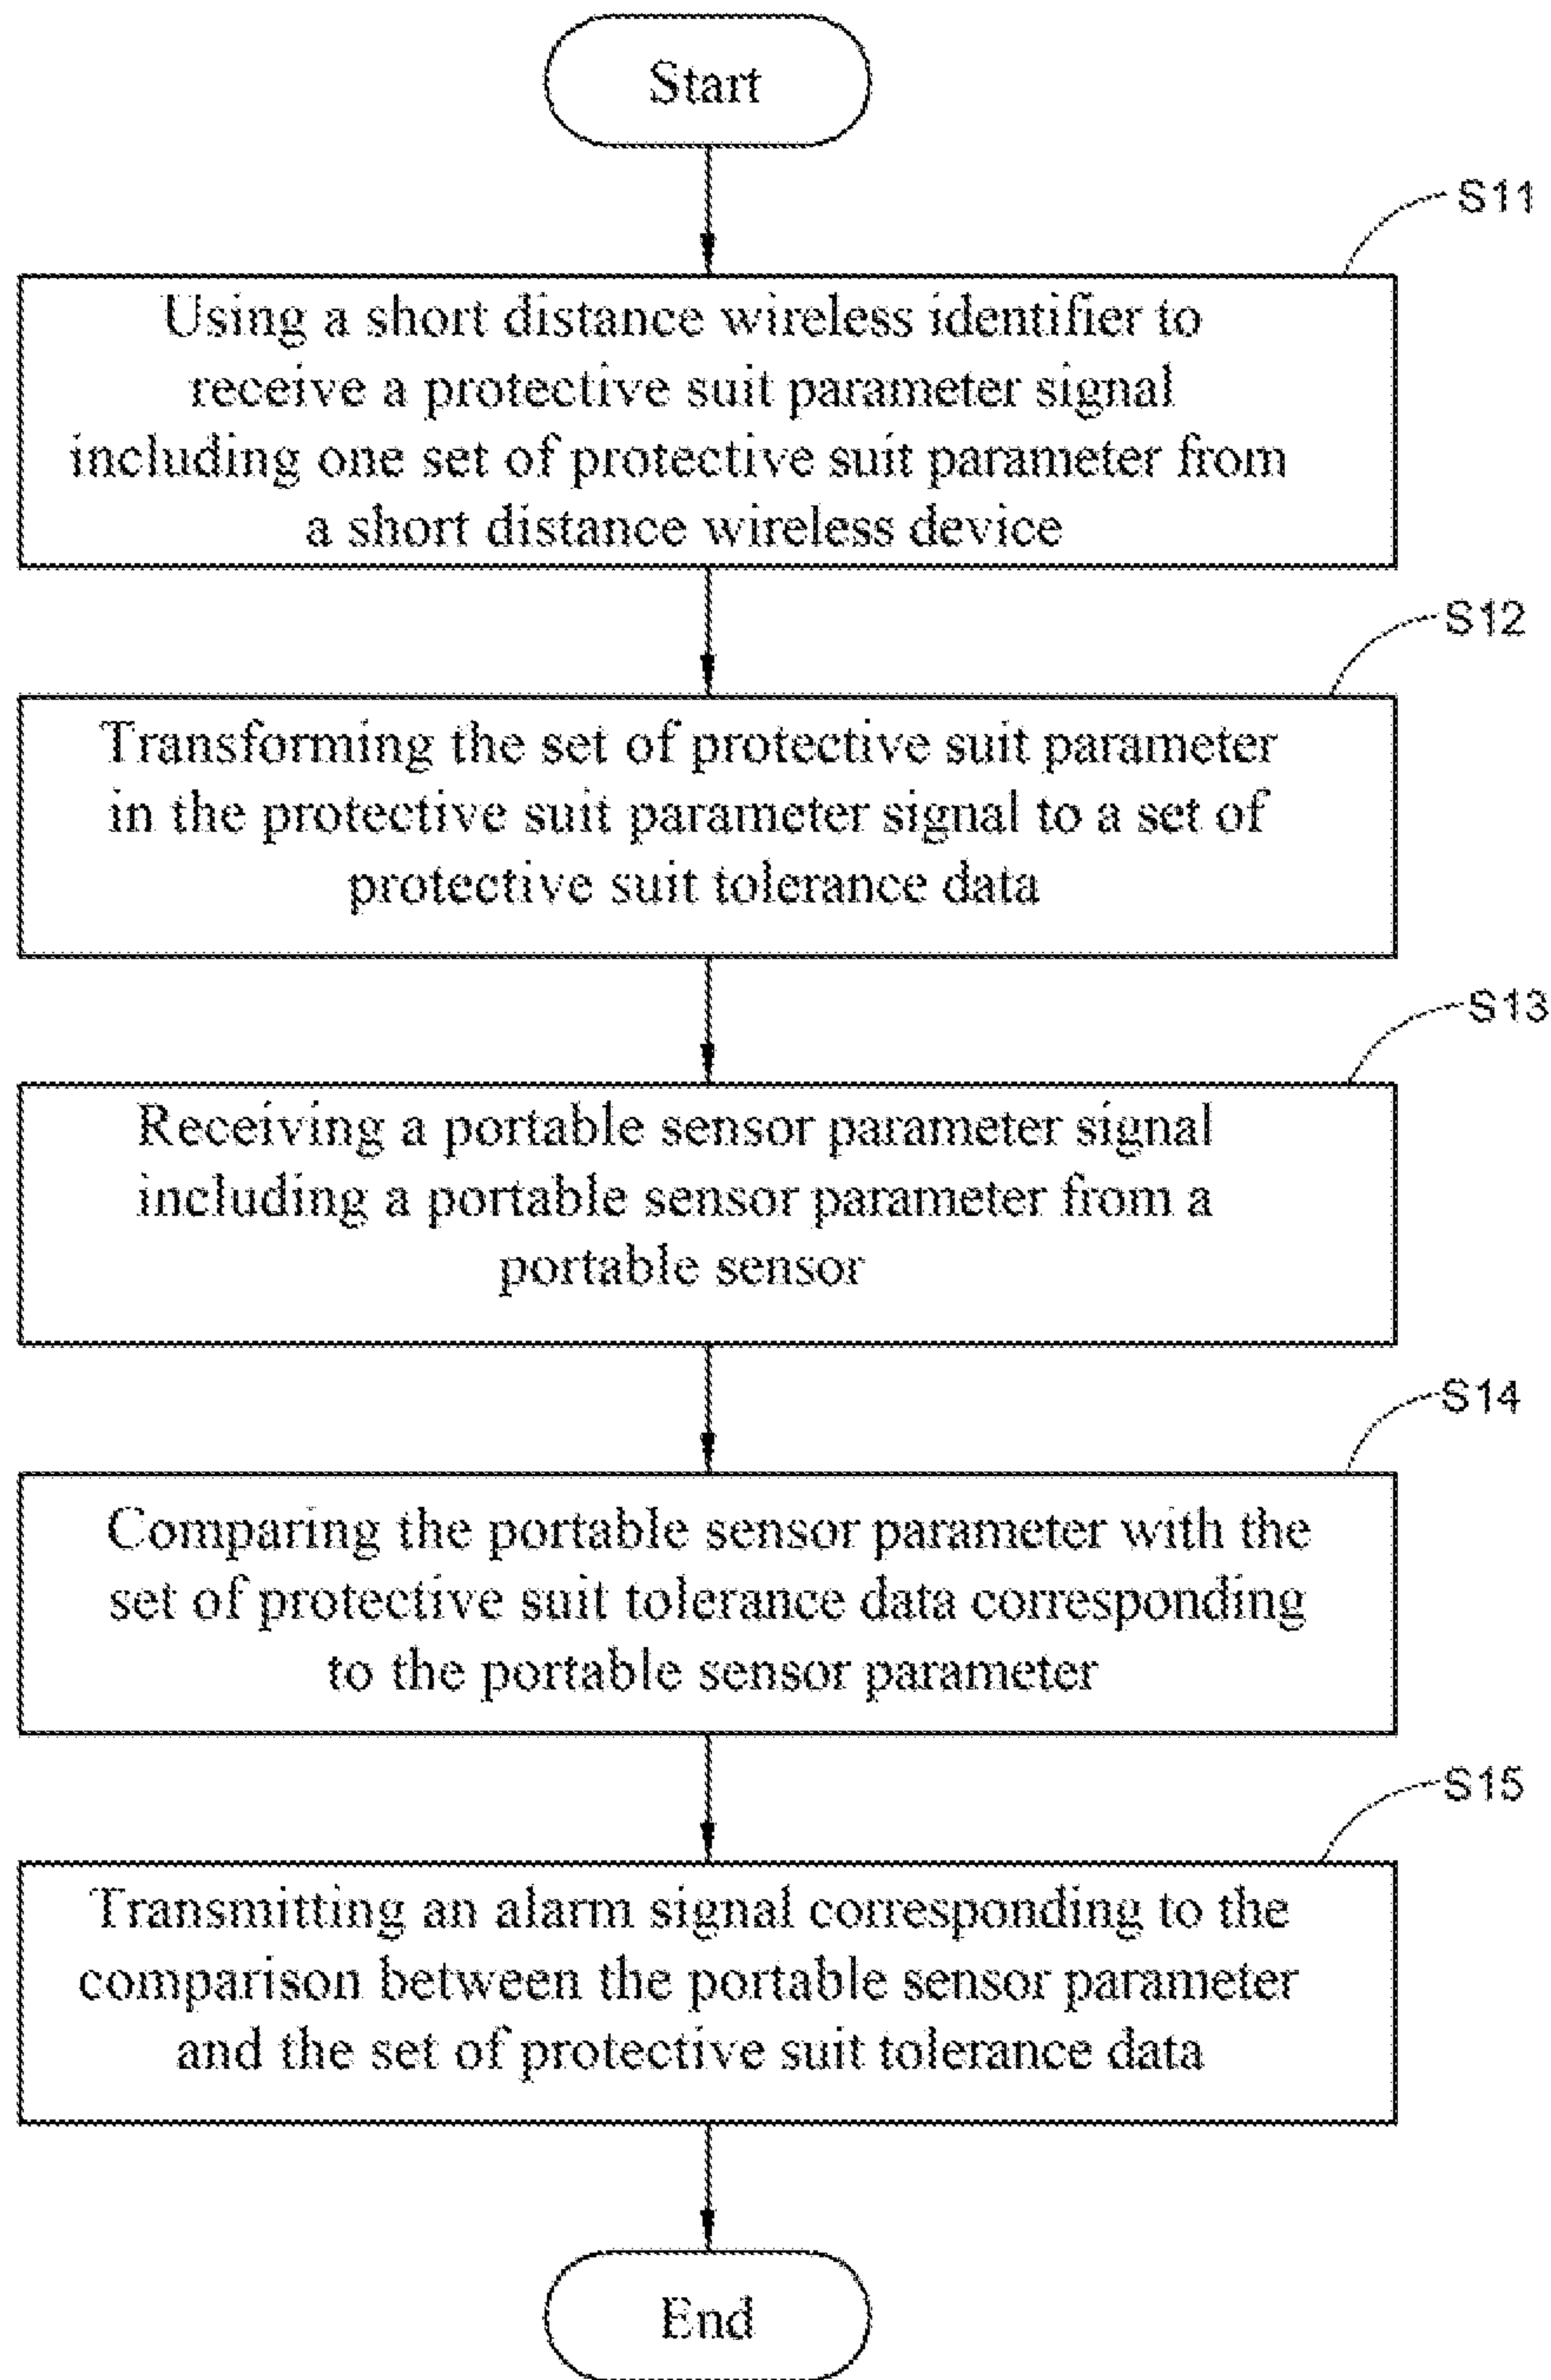 Start
S11
Using a short distance wireless identifier to
receive a protective suit parameter signal
including one set of protective suit parameter from
a short distance wireless device
S12
Transforming the set of protective suit parameter
in the protective suit parameter signal to a set of
protective suit tolerance data
S13
Receiving a portable sensor parameter signal
including a portable sensor parameter from a
portable sensor
S14
Comparing the portable sensor parameter with the
set of protective suit tolerance data corresponding
to the portable sensor parameter
S15
Transmitting an alarm signal corresponding to the
comparison between the portable sensor parameter
and the set of protective suit tolerance data
End